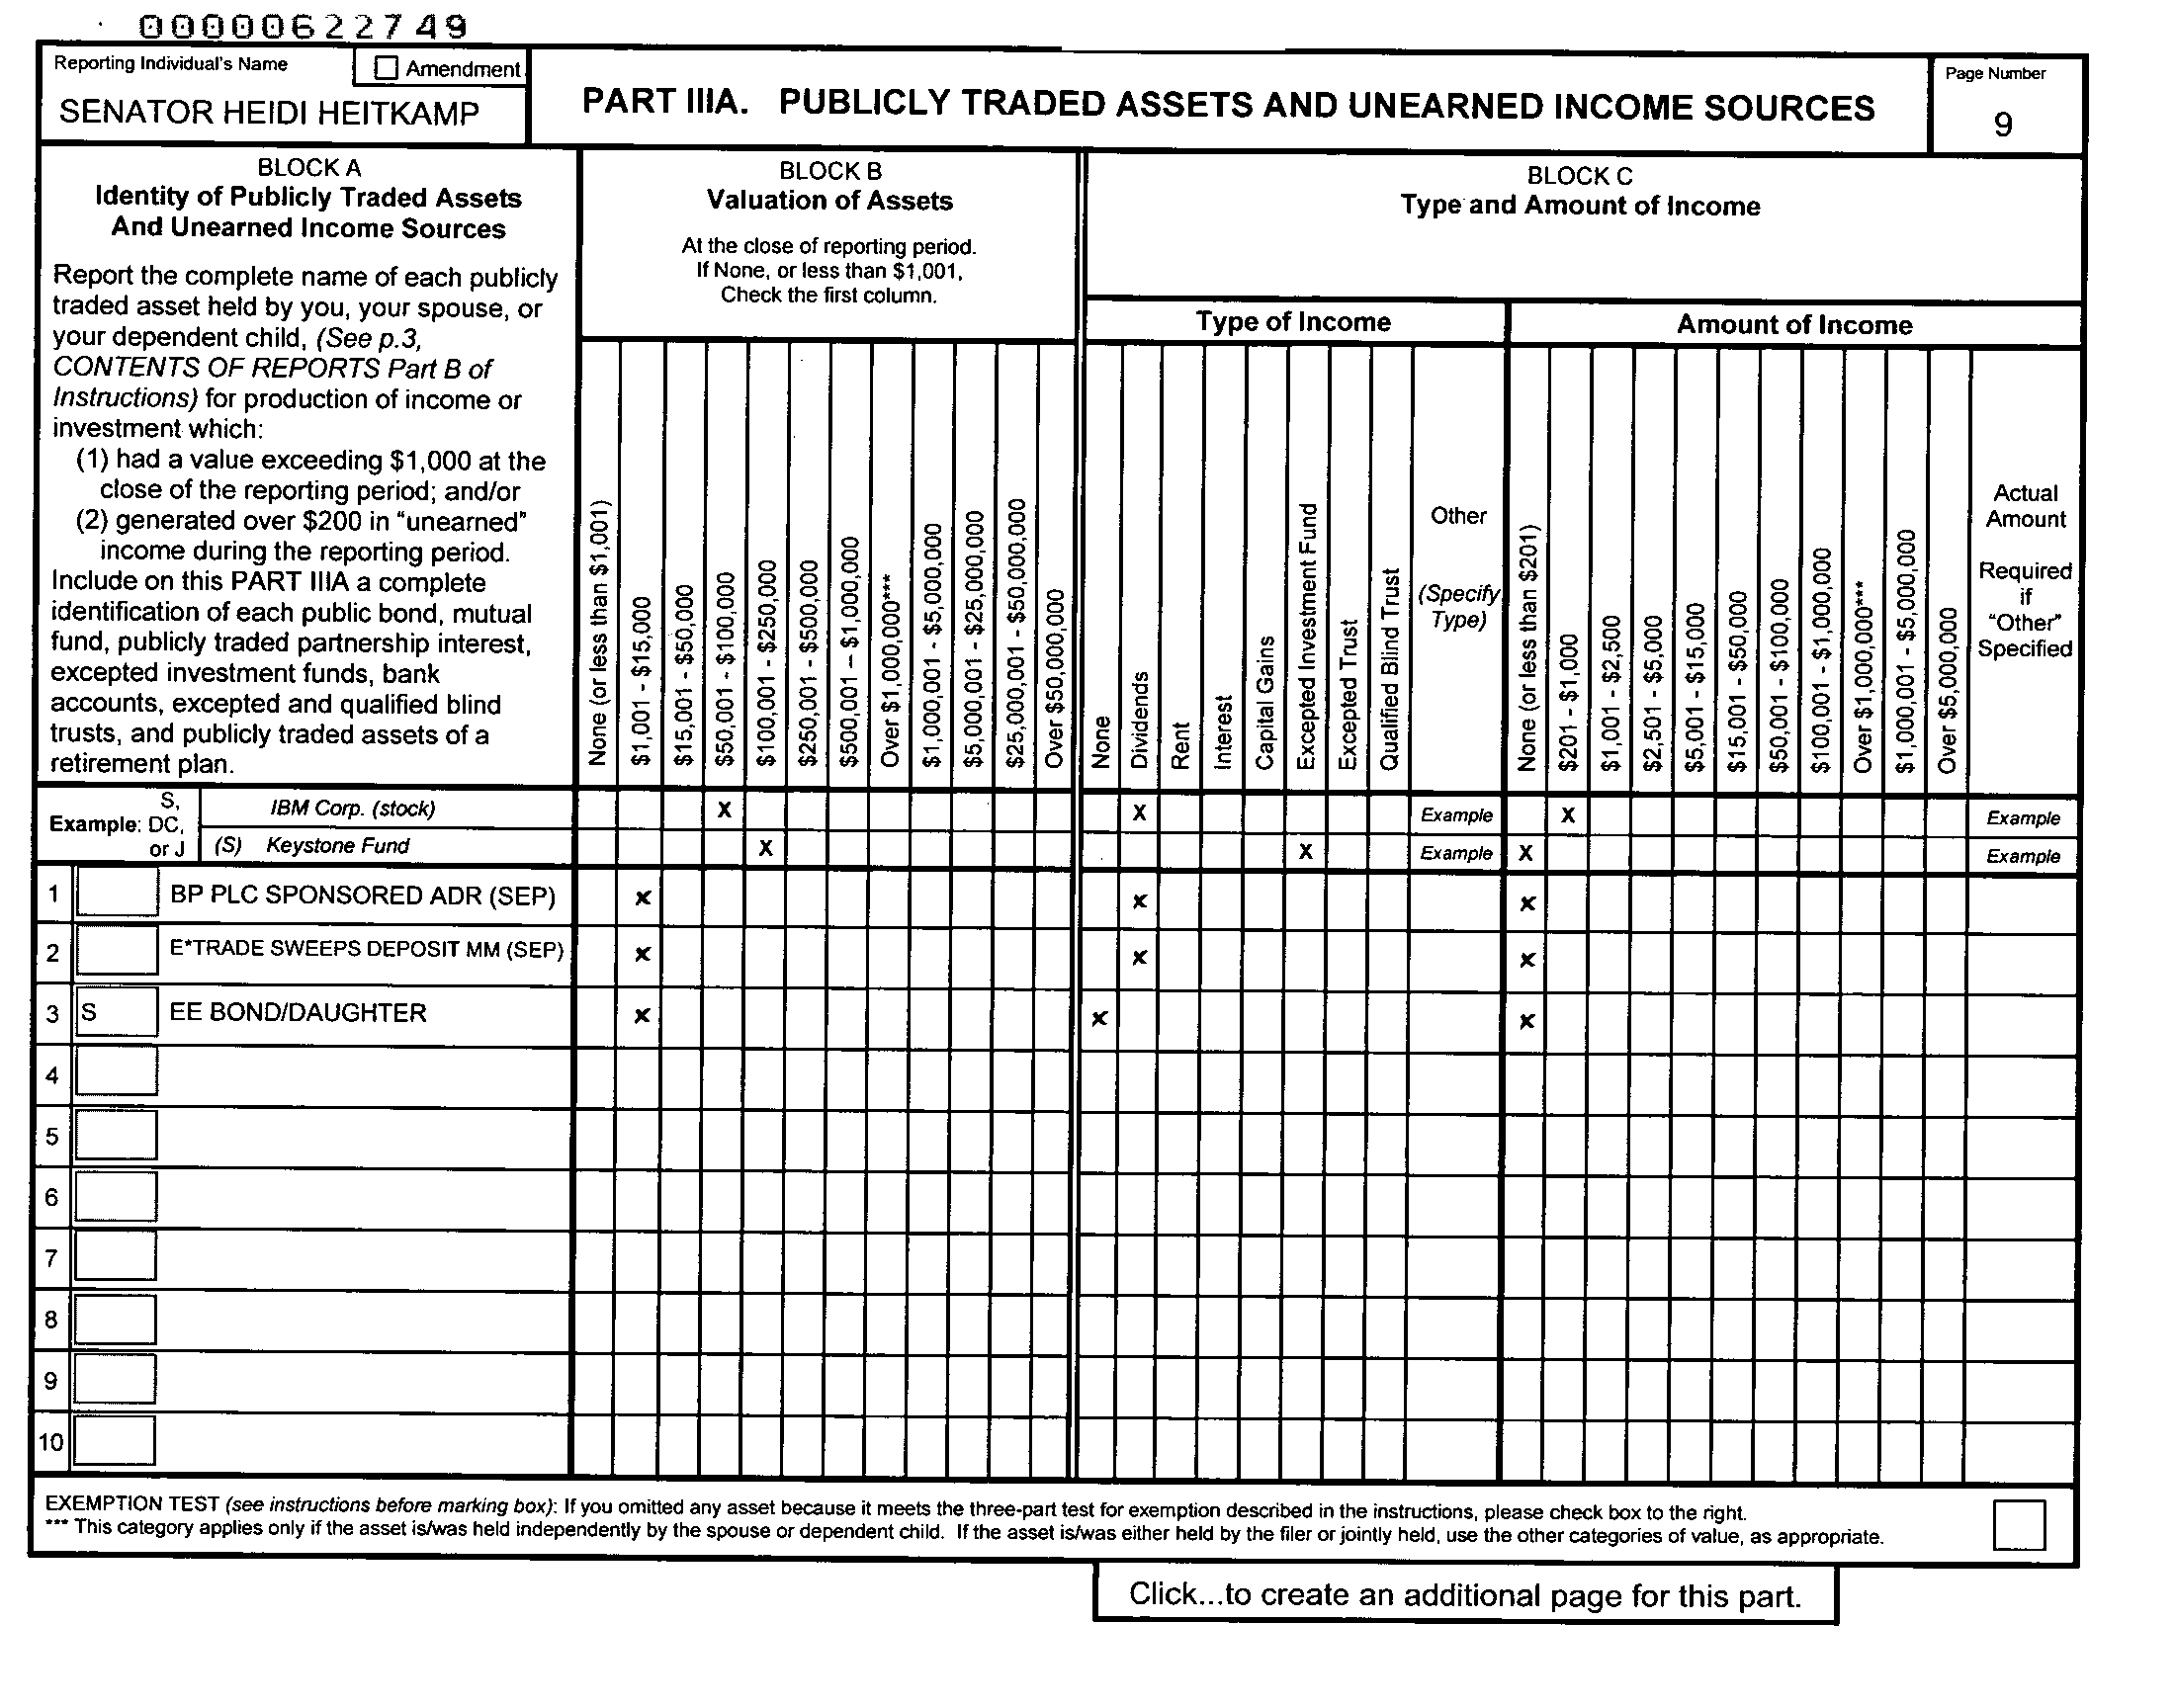 00000622749
Reporting Individual's Name
Amendment
SENATOR HEIDI HEITKAMP
PART IIIA. PUBLICLY TRADED ASSETS AND UNEARNED INCOME SOURCES
Page Number
9
BLOCK A
Identity of Publicly Traded Assets
And Unearned Income Sources
Report the complete name of each publicly
traded asset held by you, your spouse, or
your dependent child, (See p.3,
CONTENTS OF REPORTS Part B of
Instructions) for production of income or
investment which:
(1) had a value exceeding $1,000 at the
close of the reporting period; and/or
(2) generated over $200 in "unearned"
income during the reporting period.
Include on this PART IIIA a complete
identification of each public bond, mutual
fund, publicly traded partnership interest,
excepted investment funds, bank
accounts, excepted and qualified blind
trusts, and publicly traded assets of a
retirement plan.
BLOCK B
Valuation of Assets
At the close of reporting period.
If None, or less than $1,001,
Check the first column.
None (or less than $1,001)
$1,001 - $15,000
$15,001 - $50,000
$50,001 - $100,000
$100,001 - $250,000
$250,001 - $500,000
$500,001 – $1,000,000
Over $1,000,000***
$1,000,001 - $5,000,000
$5,000,001 - $25,000,000
$25,000,001 - $50,000,000
Over $50,000,000
BLOCK C
Type and Amount of Income
Type of Income
None
Dividends
Rent
Interest
Capital Gains
Excepted Investment Fund
Excepted Trust
Qualified Blind Trust
Other
(Specify
Type)
Amount of Income
None (or less than $201)
$201 - $1,000
$1,001 - $2,500
$2,501 - $5,000
$5,001 - $15,000
$15,001 - $50,000
$50,001 - $100,000
$100,001 - $1,000,000
Over $1,000,000***
$1,000,001 - $5,000,000
Over $5,000,000
Actual
Amount
Required
if
"Other"
Specified
Example: S, DC, or J
IBM Corp. (stock) X X Example X Example
(S) Keystone Fund X X Example X Example
1 BP PLC SPONSORED ADR (SEP) x x x
2 E*TRADE SWEEPS DEPOSIT MM (SEP) x x x
3 S EE BOND/DAUGHTER x x x
4
5
6
7
8
9
10
EXEMPTION TEST (see instructions before marking box): If you omitted any asset because it meets the three-part test for exemption described in the instructions, please check box to the right.
*** This category applies only if the asset is/was held independently by the spouse or dependent child. If the asset is/was either held by the filer or jointly held, use the other categories of value, as appropriate.
Click...to create an additional page for this part.